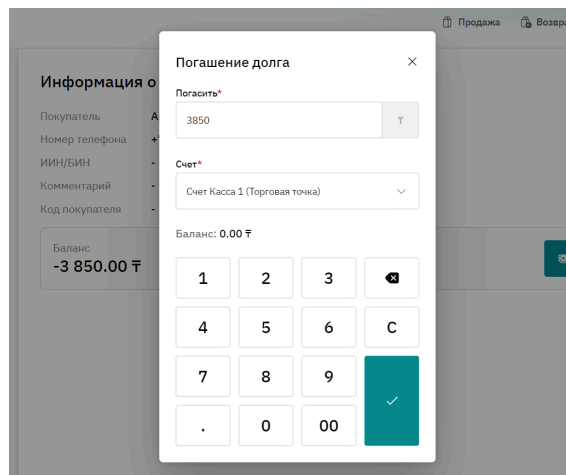 Продажа
Погашение долга
Информация о
Погасить*
3850 ₸
Покупатель
Номер телефона
ИИН/БИН -
Счет*
Комментарий -
Счет Касса 1 (Торговая точка)
Код покупателя -
Баланс: 0.00 ₸
Баланс
-3 850.00 ₸
1 2 3
4 5 6 C
7 8 9
. 0 00